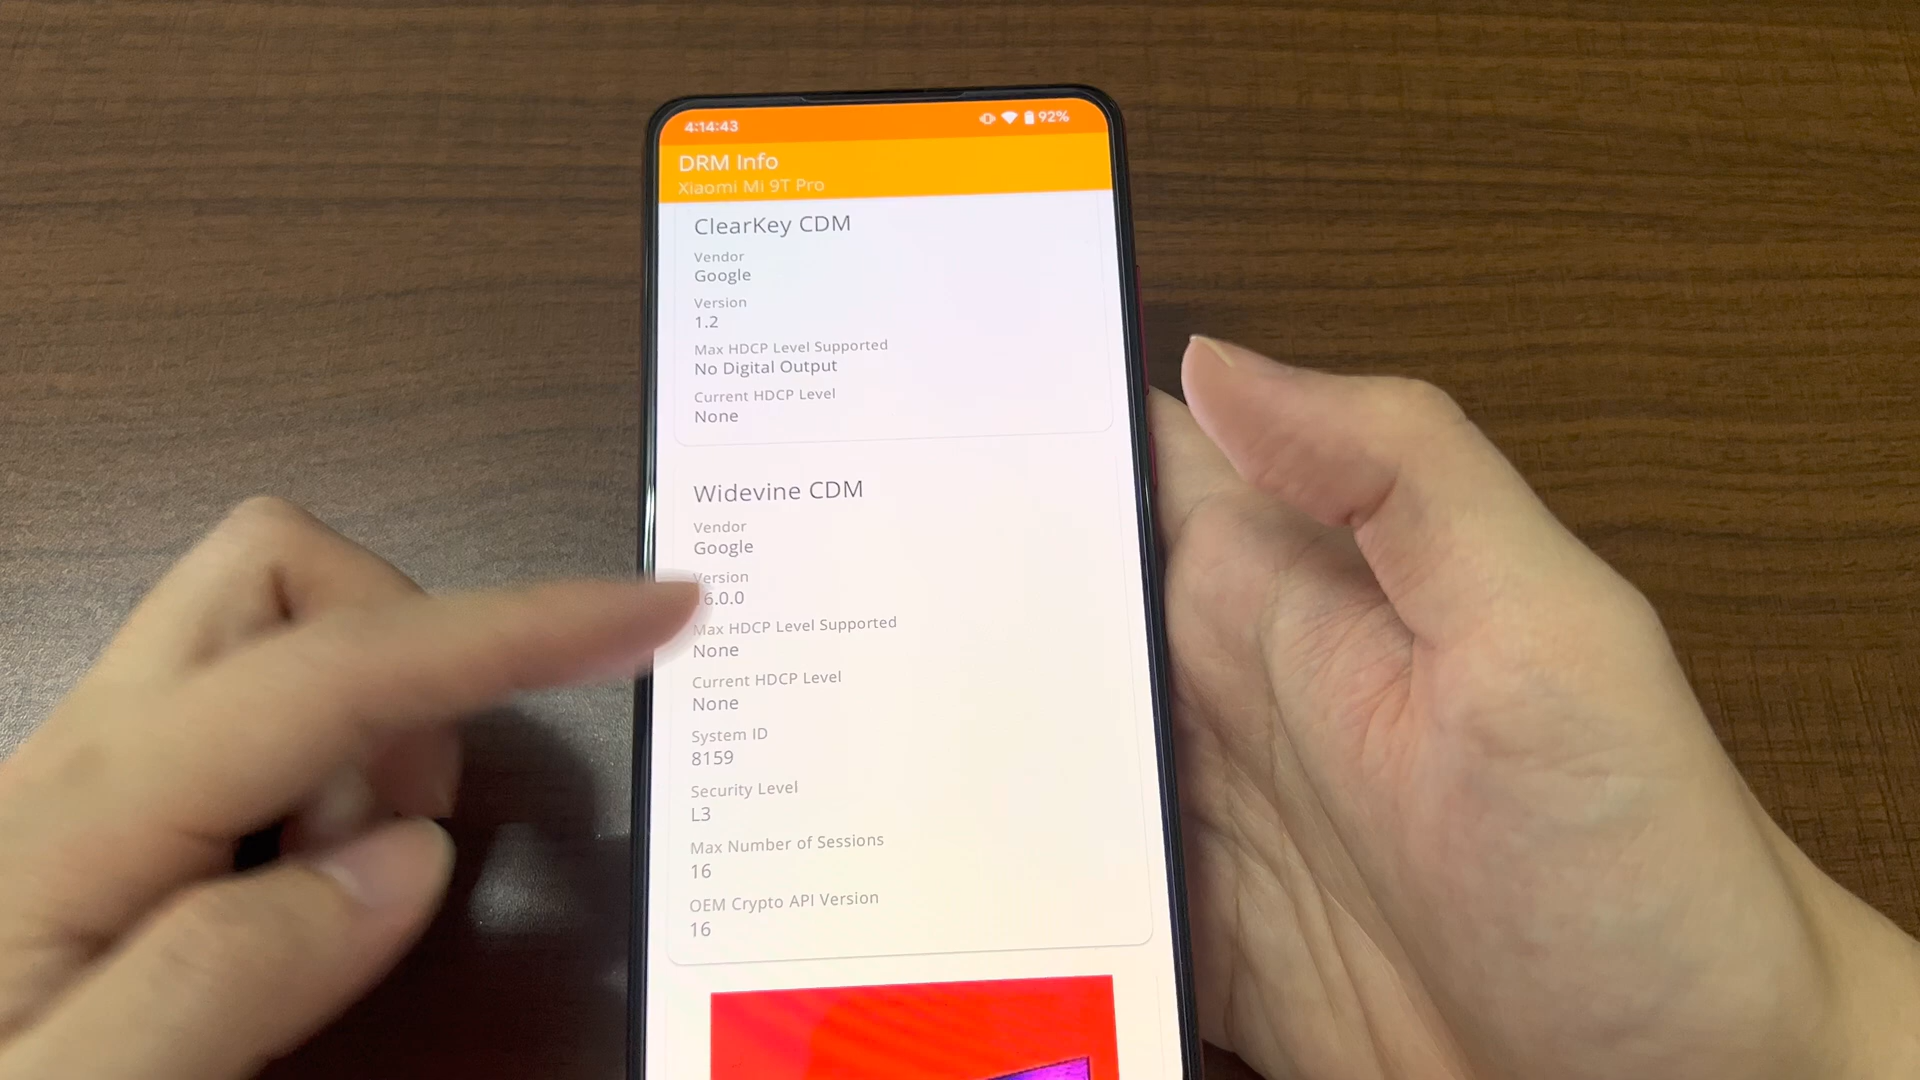 4:14:43
92%
DRM Info
Xiaomi Mi 9T Pro
ClearKey CDM
Vendor
Google
Version
1.2
Max HDCP Level Supported
No Digital Output
Current HDCP Level
None
Widevine CDM
Vendor
Google
Version
6.0.0
Max HDCP Level Supported
None
Current HDCP Level
None
System ID
8159
Security Level
L3
Max Number of Sessions
16
OEM Crypto API Version
16